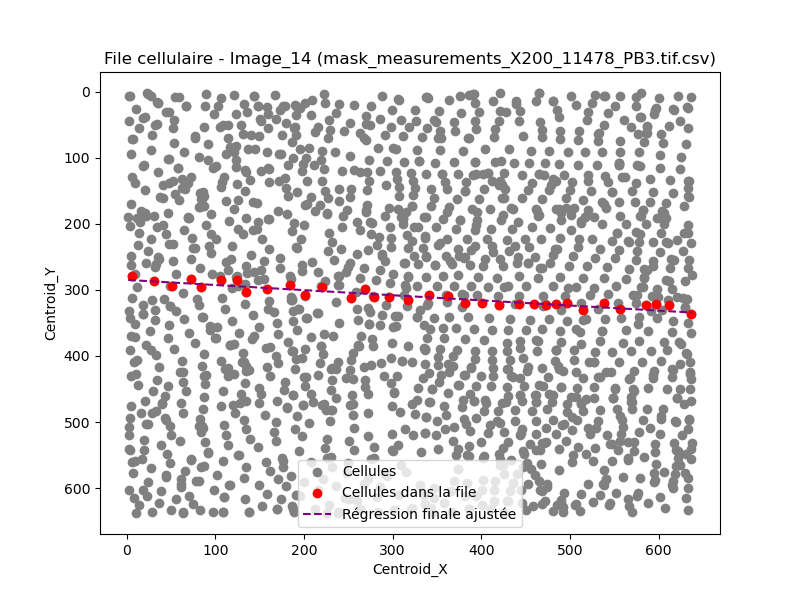 File cellulaire - Image_14 (mask_measurements_X200_11478_PB3.tif.csv)
0
100
200
300
400
500
600
Centroid_Y
Cellules
Cellules dans la file
Régression finale ajustée
0
100
200
300
400
500
600
Centroid_X